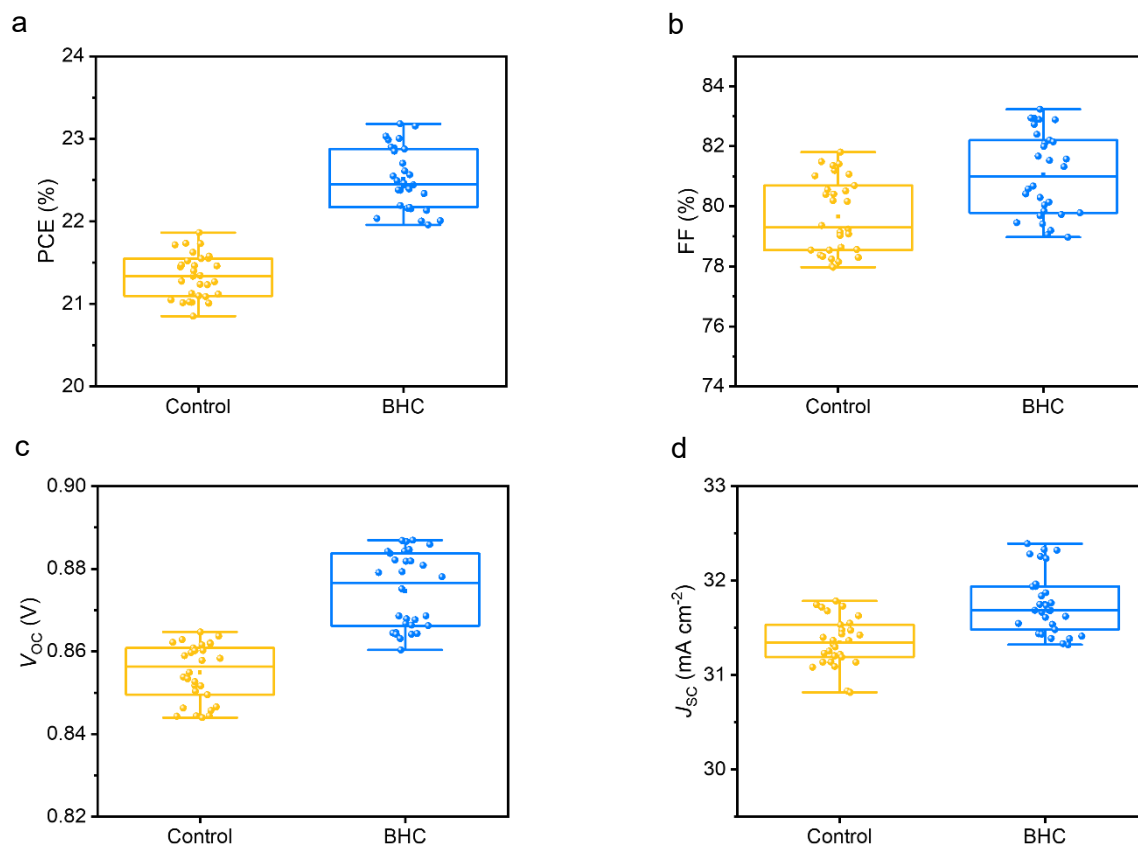 a
24
23
22
21
20
PCE (%)
Control
BHC
b
84
82
80
78
76
74
FF (%)
Control
BHC
c
0.90
0.88
0.86
0.84
0.82
VOC (V)
Control
BHC
d
33
32
31
30
JSC (mA cm-2)
Control
BHC